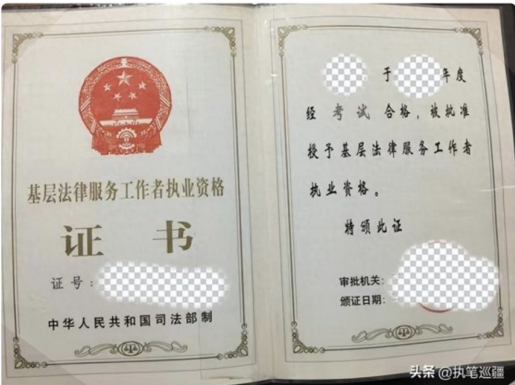 基层法律服务工作者执业资格
证书
证号:
中华人民共和国司法部制
于 年度
经考试合格,被批准
授予基层法律服务工作者
执业资格。
特颁此证
审批机关:
颁证日期:
头条 @执笔巡疆